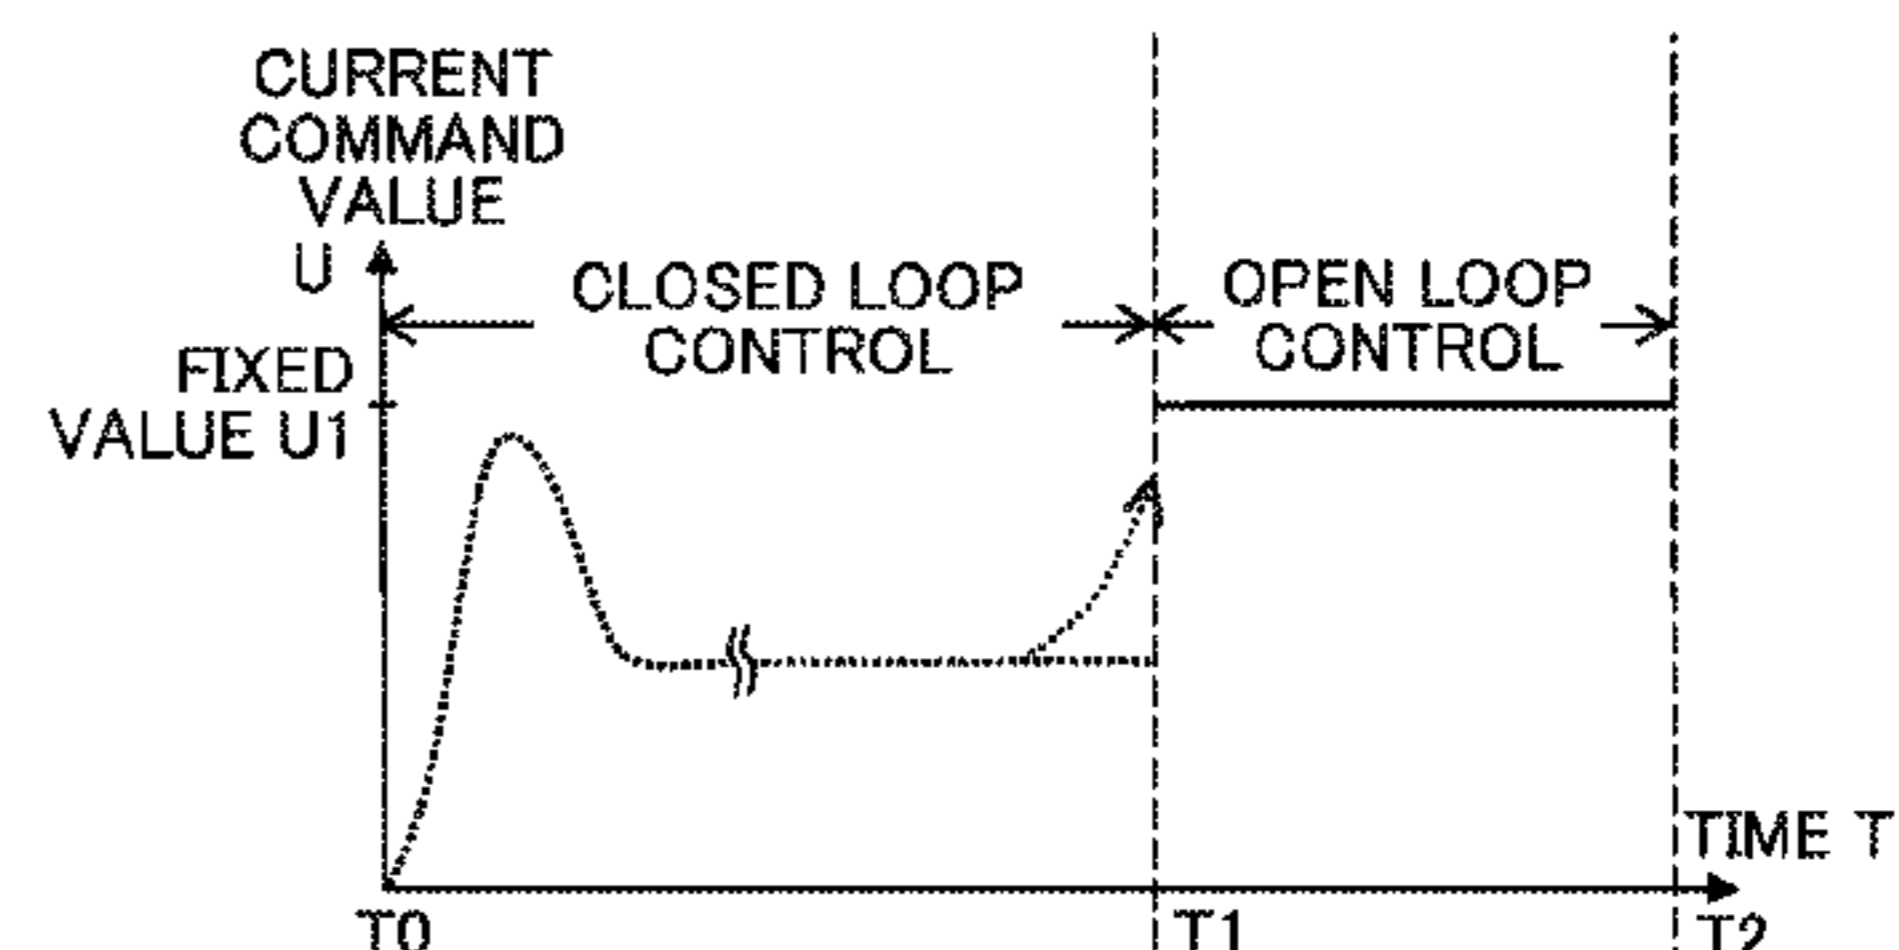 CURRENT
COMMAND
VALUE
U
CLOSED LOOP
CONTROL
OPEN LOOP
CONTROL
FIXED
VALUE U1
TIME T
T0
T1
T2